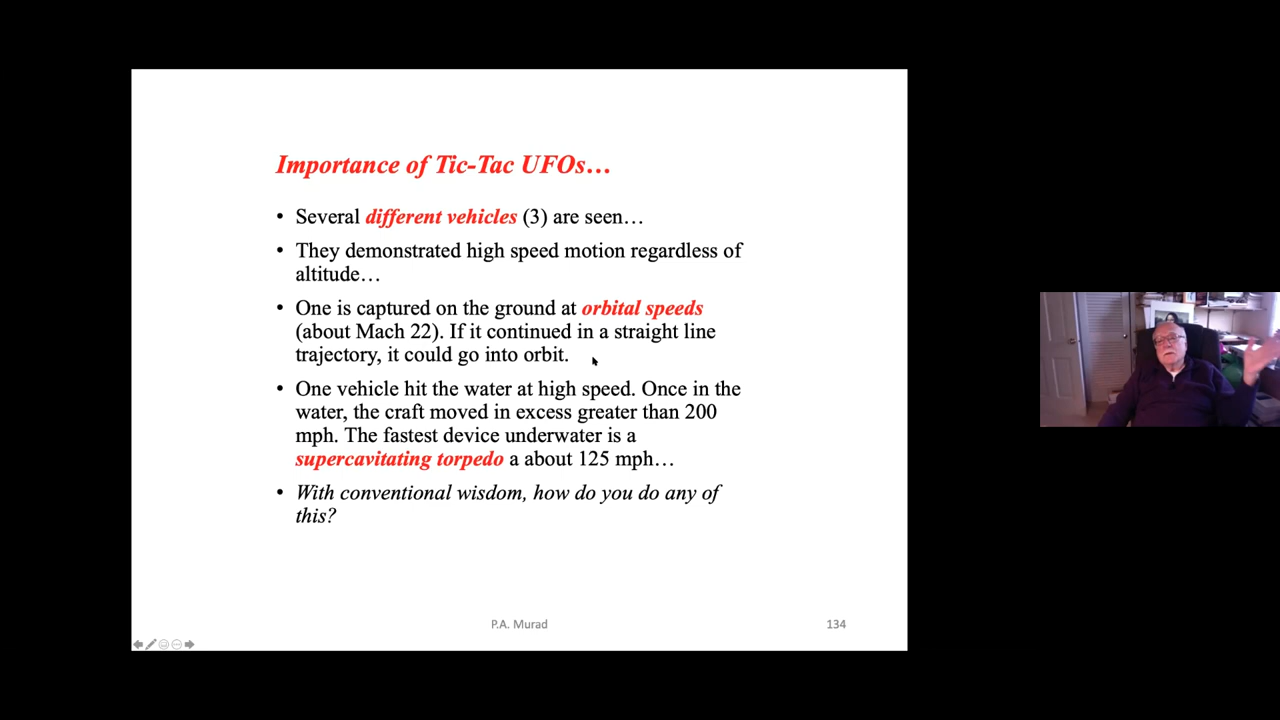 Importance of Tic-Tac UFOs…
• Several different vehicles (3) are seen…
• They demonstrated high speed motion regardless of
altitude…
• One is captured on the ground at orbital speeds
(about Mach 22). If it continued in a straight line
trajectory, it could go into orbit.
• One vehicle hit the water at high speed. Once in the
water, the craft moved in excess greater than 200
mph. The fastest device underwater is a
supercavitating torpedo a about 125 mph…
• With conventional wisdom, how do you do any of
this?
P.A. Murad
134